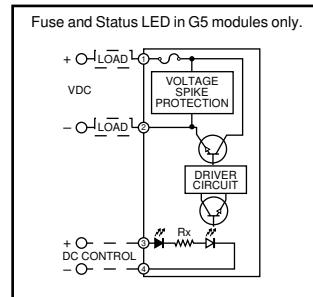 Fuse and Status LED in G5 modules only.
+ LOAD 1
VOLTAGE
SPIKE
PROTECTION
VDC
– LOAD 2
DRIVER
CIRCUIT
+ 3 Rx
DC CONTROL
– 4